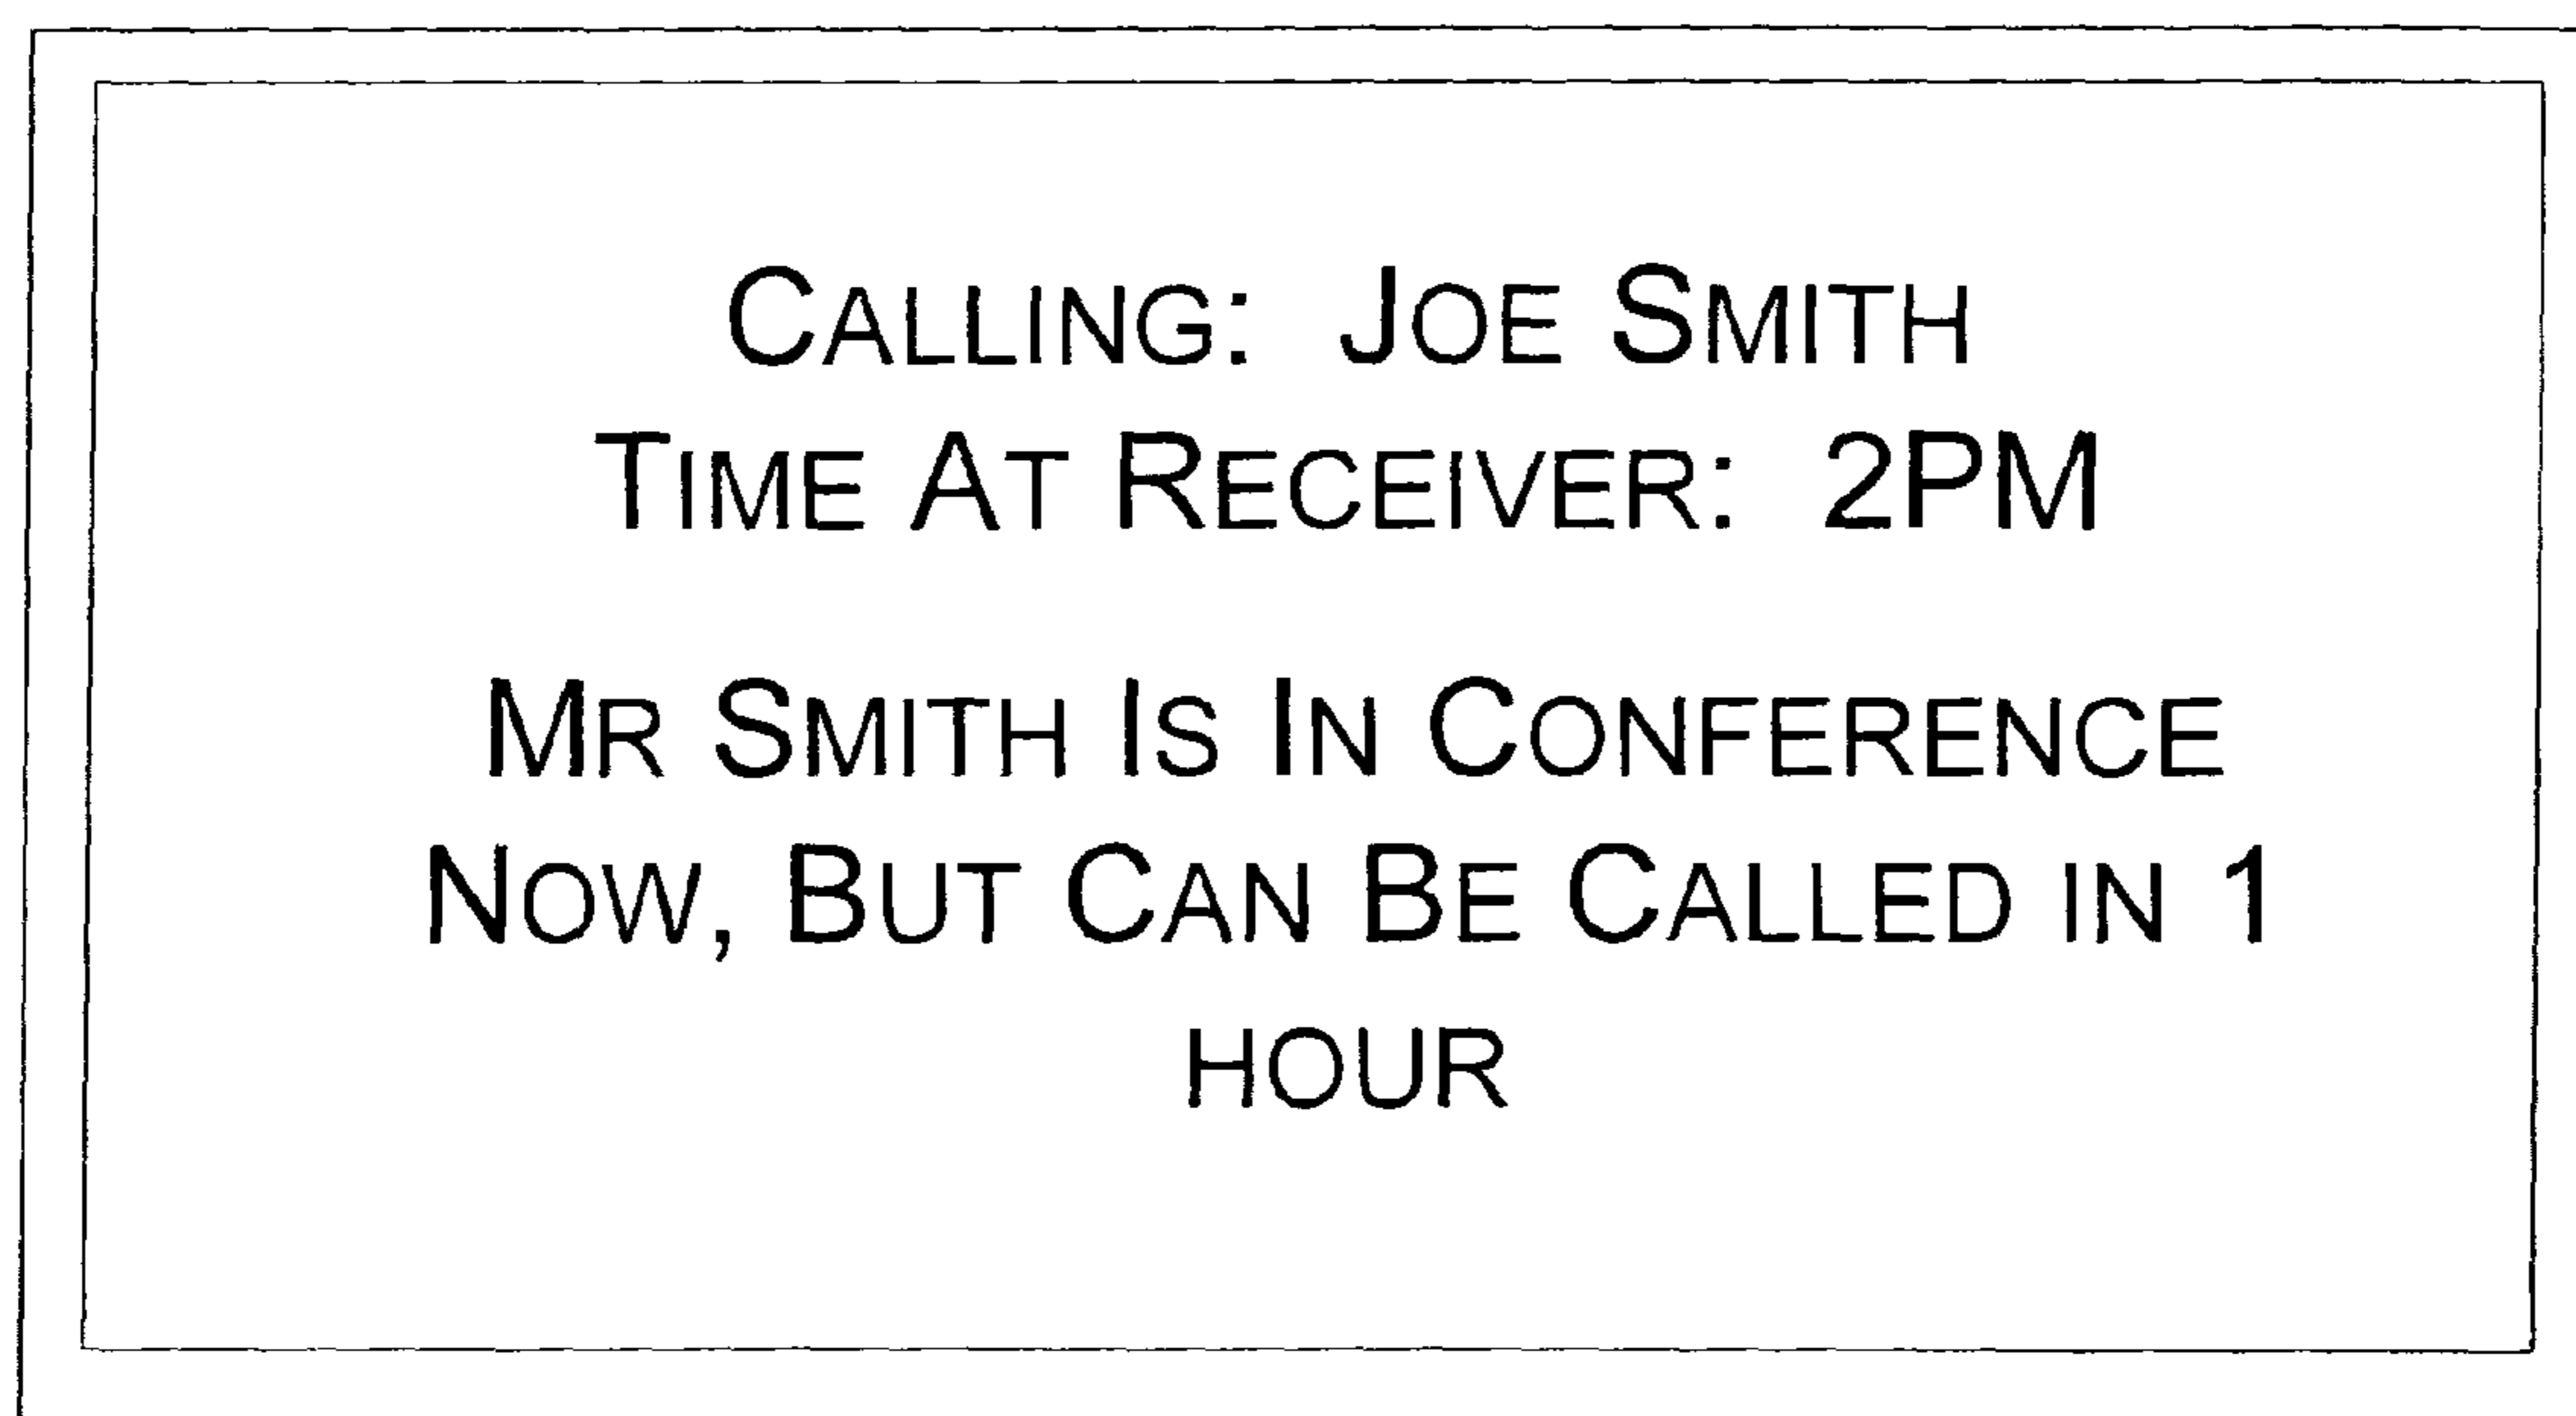 Calling: Joe Smith
Time At Receiver: 2PM
Mr Smith Is In Conference
Now, But Can Be Called in 1
hour